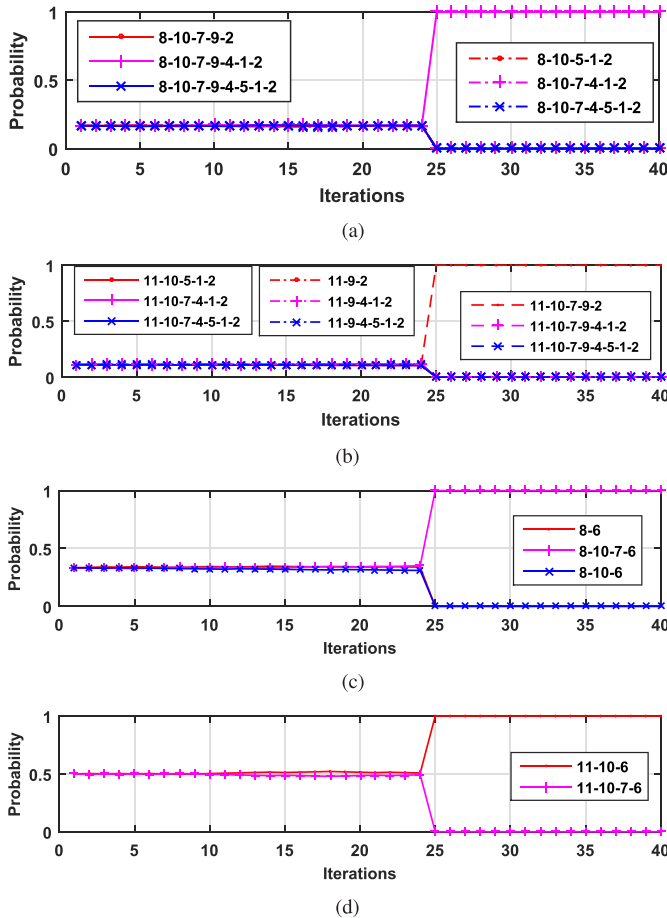 1
8-10-7-9-2
8-10-7-9-4-1-2
8-10-7-9-4-5-1-2
8-10-5-1-2
8-10-7-4-1-2
8-10-7-4-5-1-2
Probability
0.5
0
0 5 10 15 20 25 30 35 40
Iterations
(a)
1
11-10-5-1-2
11-10-7-4-1-2
11-10-7-4-5-1-2
11-9-2
11-9-4-1-2
11-9-4-5-1-2
11-10-7-9-2
11-10-7-9-4-1-2
11-10-7-9-4-5-1-2
Probability
0.5
0
0 5 10 15 20 25 30 35 40
Iterations
(b)
1
8-6
8-10-7-6
8-10-6
Probability
0.5
0
0 5 10 15 20 25 30 35 40
Iterations
(c)
1
11-10-6
11-10-7-6
Probability
0.5
0
0 5 10 15 20 25 30 35 40
Iterations
(d)